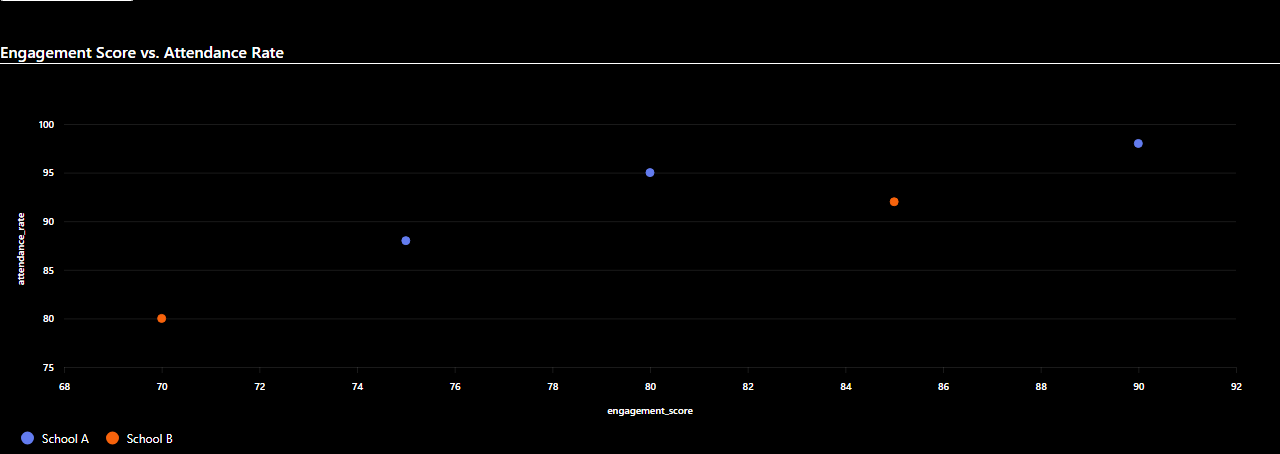 Engagement Score vs. Attendance Rate
100
95
90
85
80
75
attendance_rate
68 70 72 74 76 78 80 82 84 86 88 90 92
engagement_score
School A School B